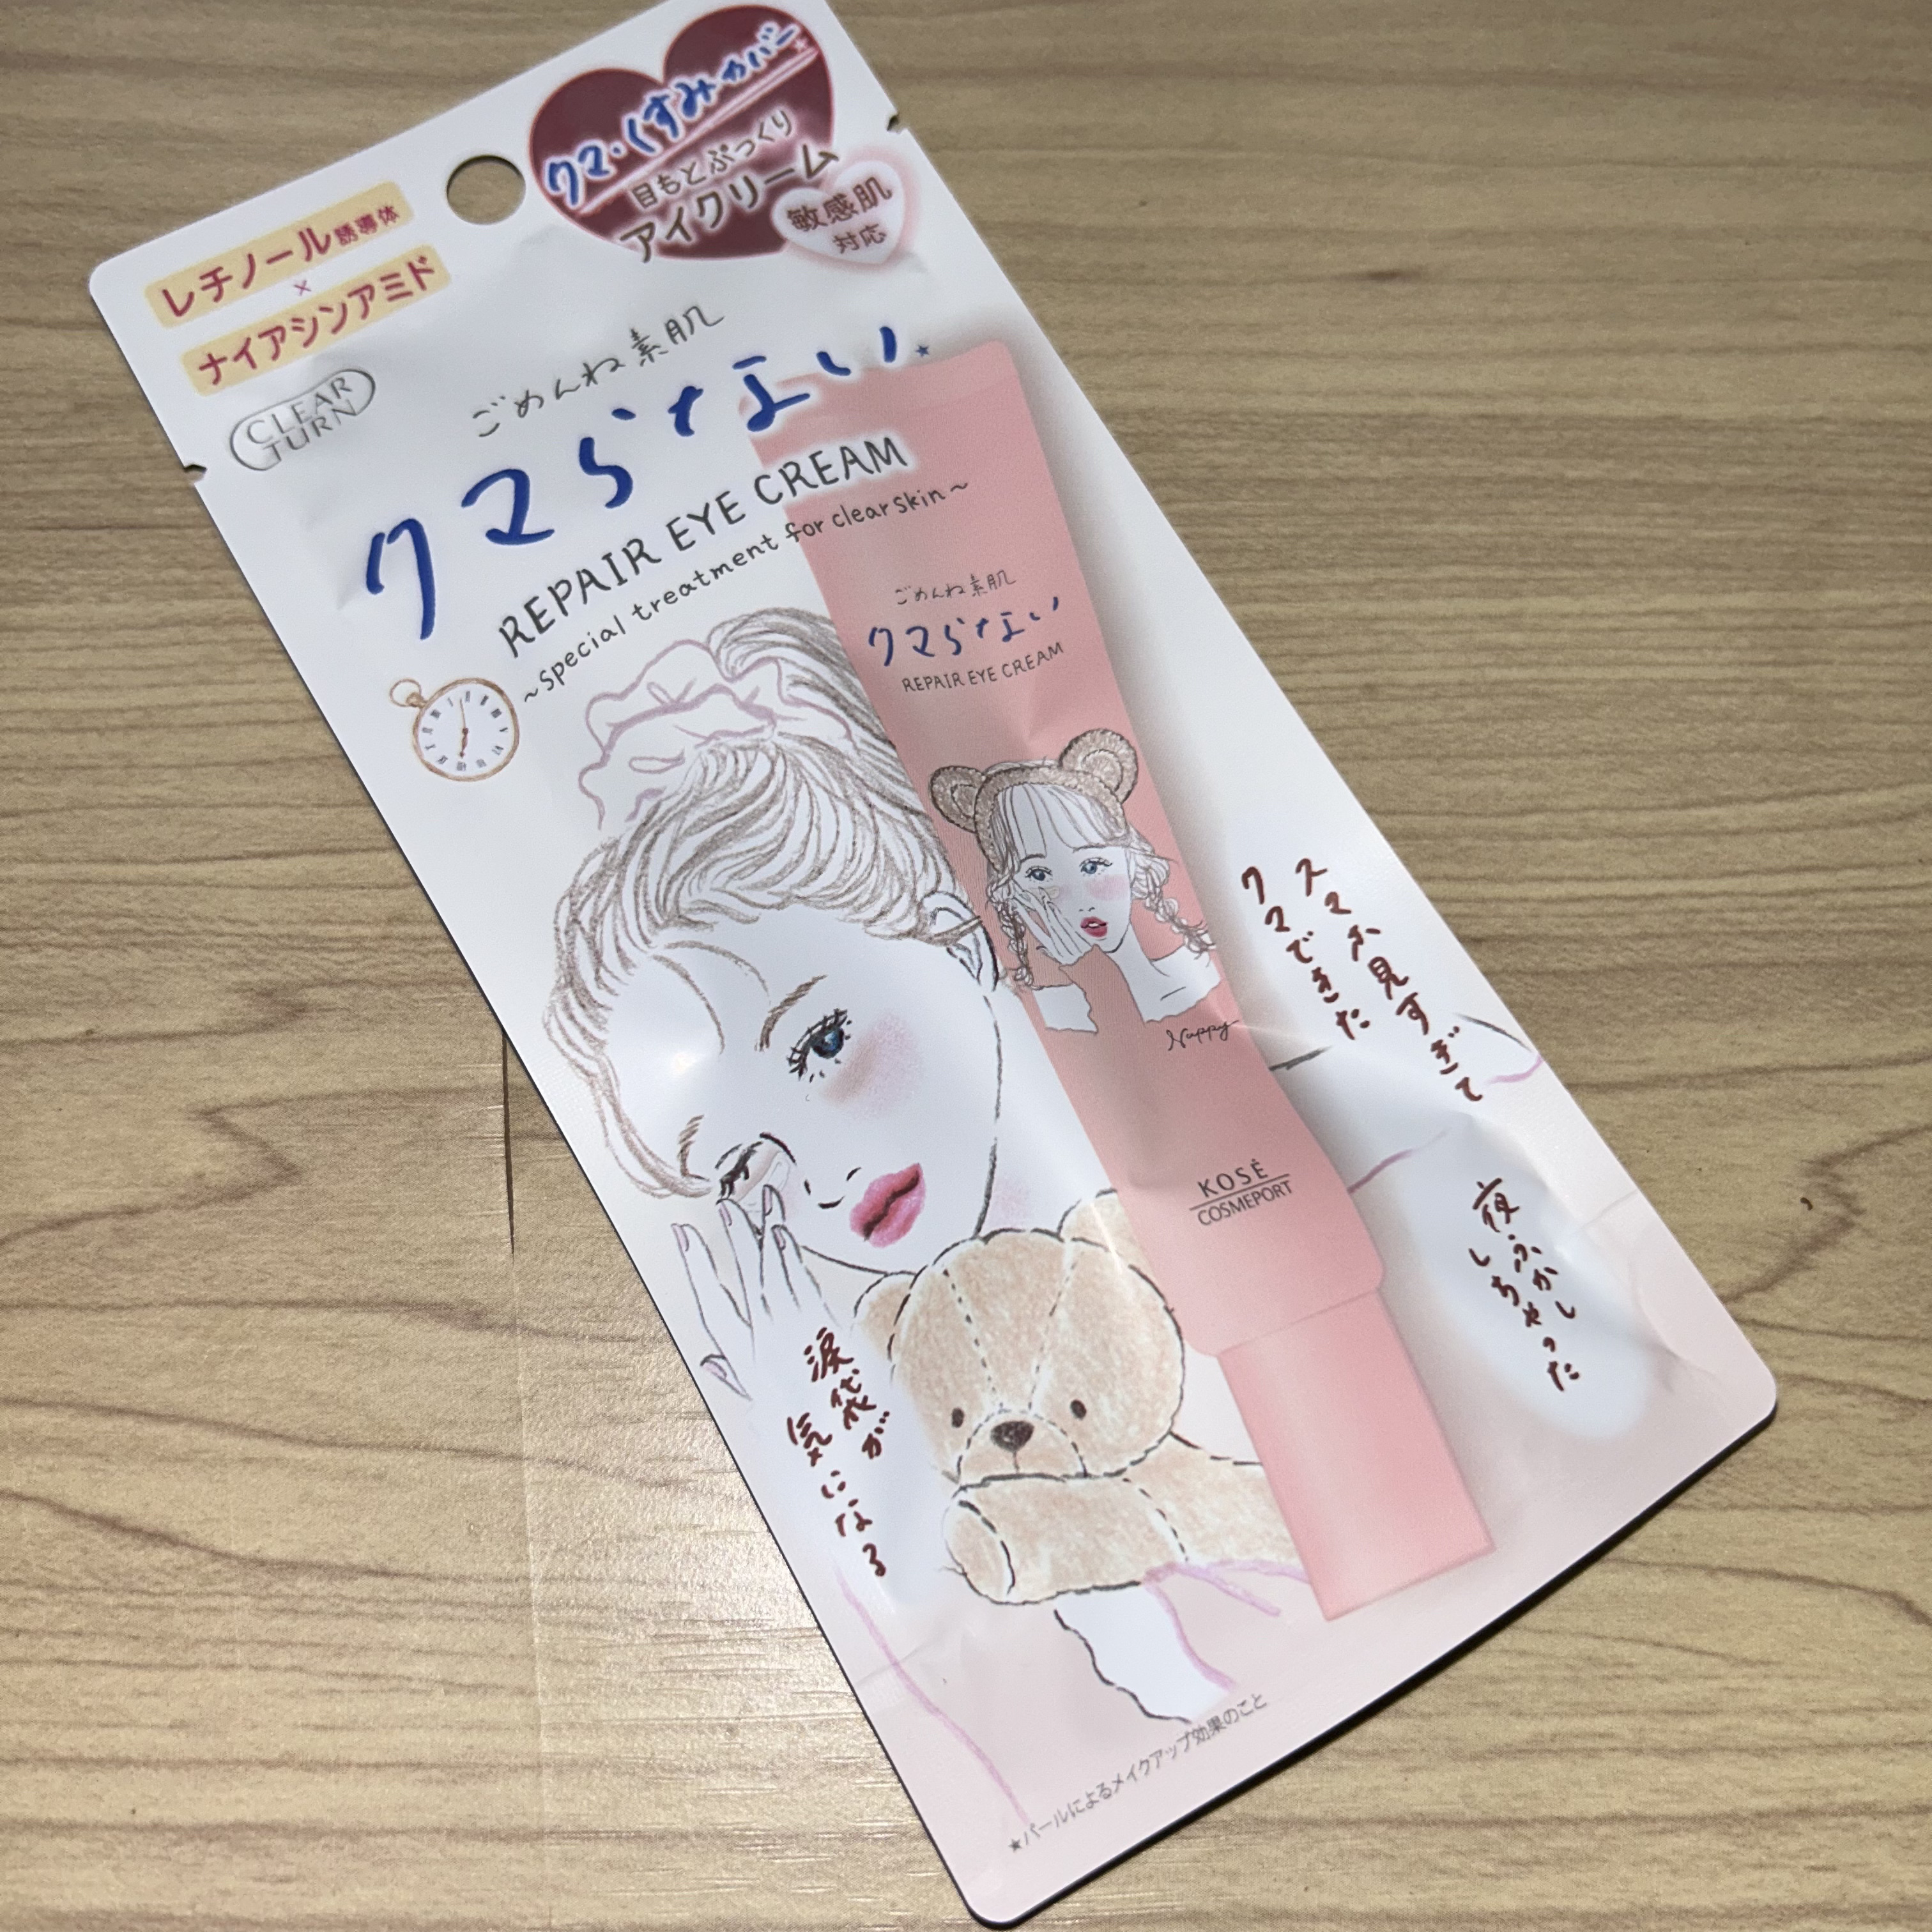 クマ・くすみカバー★
目もとぷっくり
アイクリーム
敏感肌
対応
レチノール誘導体
×
ナイアシンアミド
CLEAR
TURN
ごめんね素肌
クマらない★
REPAIR EYE CREAM
~special treatment for clear skin~
ごめんね素肌
クマらない
REPAIR EYE CREAM
Nuppy
KOSÉ
COSMEPORT
スマホ見すぎて
クマできた
夜ふかし
しちゃった
涙袋が
気になる
★パールによるメイクアップ効果のこと